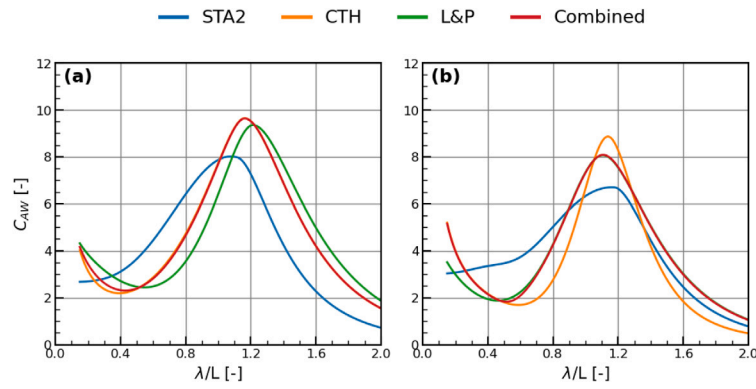 STA2 CTH L&P Combined
(a) (b)
12 12
10 10
8 8
6 6
4 4
2 2
0 0
C_AW [-]
0.0 0.4 0.8 1.2 1.6 2.0 0.0 0.4 0.8 1.2 1.6 2.0
λ/L [-] λ/L [-]